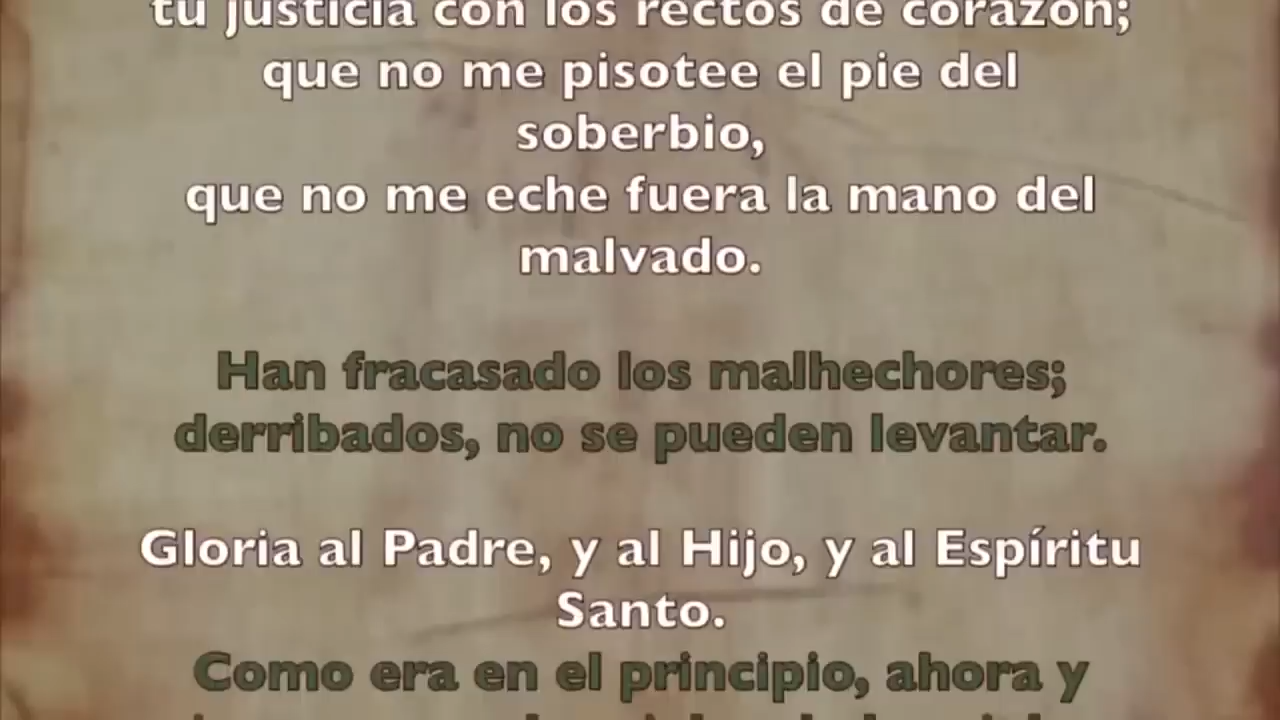 tu justicia con los rectos de corazón;
que no me pisotee el pie del
soberbio,
que no me eche fuera la mano del
malvado.
Han fracasado los malhechores;
derribados, no se pueden levantar.
Gloria al Padre, y al Hijo, y al Espíritu
Santo.
Como era en el principio, ahora y